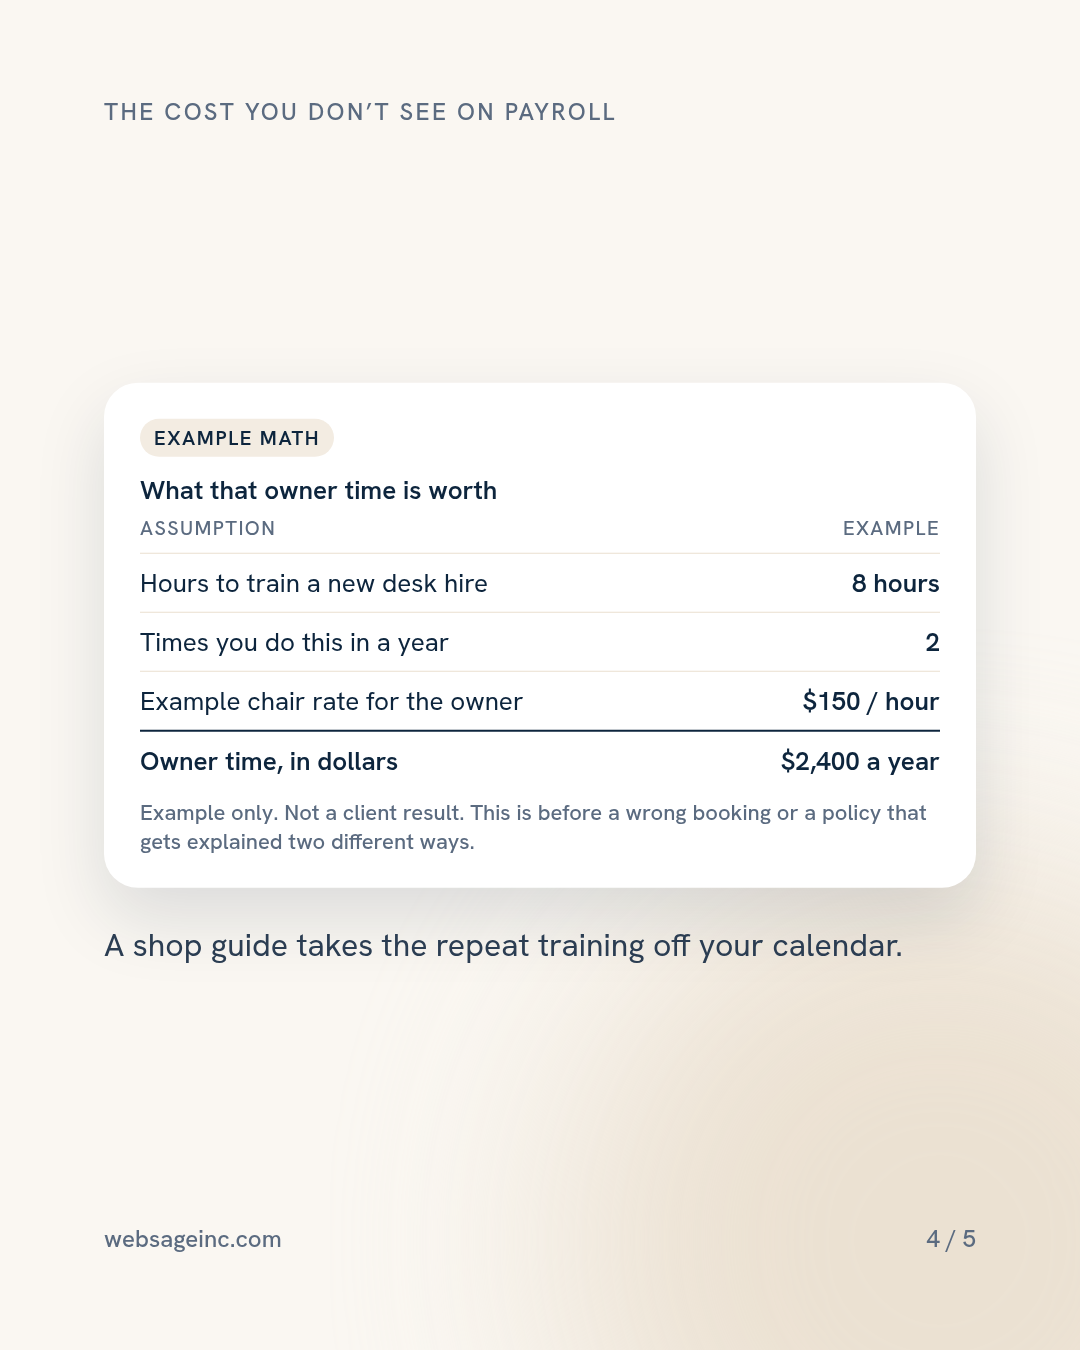 THE COST YOU DON’T SEE ON PAYROLL
EXAMPLE MATH
What that owner time is worth
ASSUMPTION EXAMPLE
Hours to train a new desk hire 8 hours
Times you do this in a year 2
Example chair rate for the owner $150 / hour
Owner time, in dollars $2,400 a year
Example only. Not a client result. This is before a wrong booking or a policy that
gets explained two different ways.
A shop guide takes the repeat training off your calendar.
websageinc.com 4 / 5